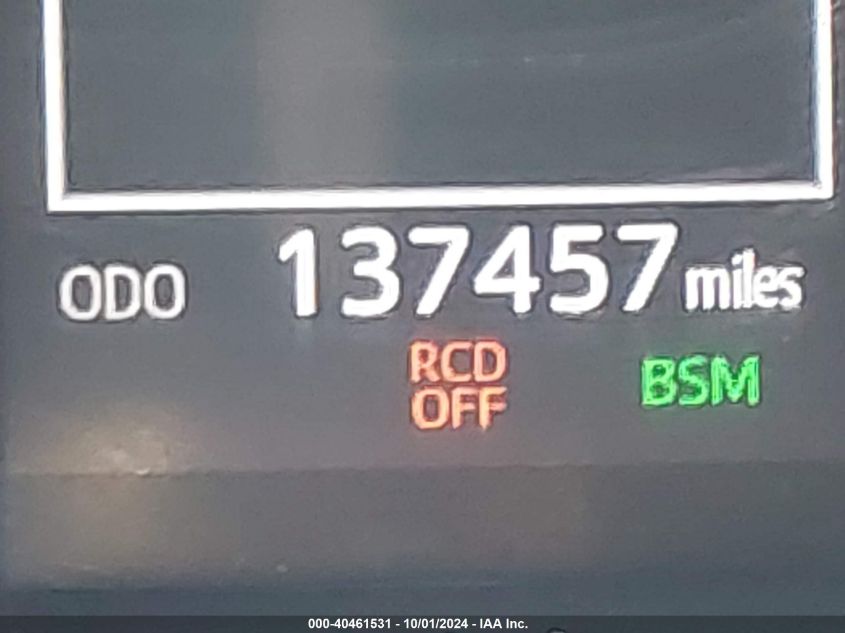 ODO 137457 miles
RCD
OFF
BSM
000-40461531 - 10/01/2024 - IAA Inc.